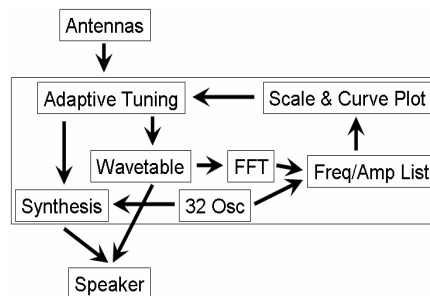 Antennas
Adaptive Tuning
Scale & Curve Plot
Wavetable
FFT
Freq/Amp List
Synthesis
32 Osc
Speaker